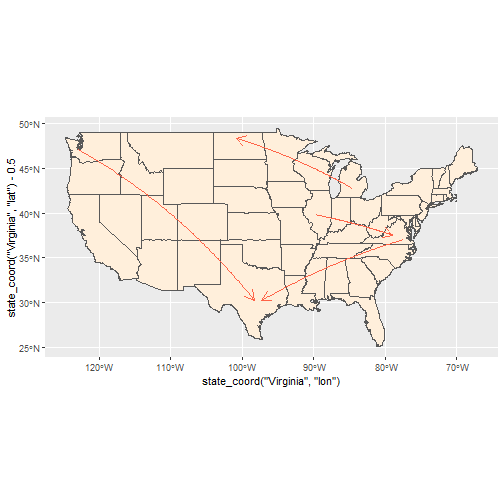 state_coord("Virginia", "lat") - 0.5
50°N
45°N
40°N
35°N
30°N
25°N
120°W
110°W
100°W
90°W
80°W
70°W
state_coord("Virginia", "lon")